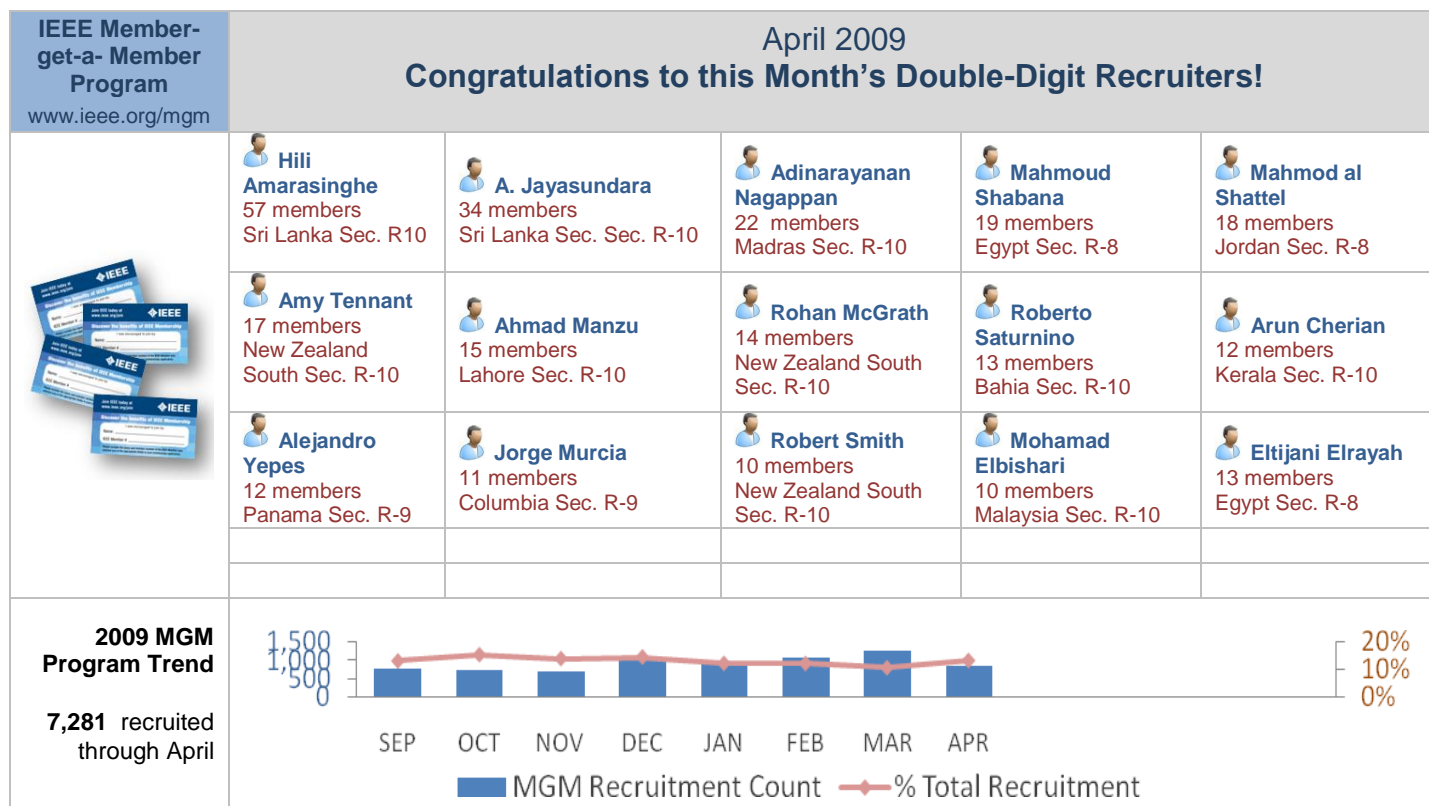 IEEE Member-
get-a- Member
Program
www.ieee.org/mgm
April 2009
Congratulations to this Month's Double-Digit Recruiters!
Hili
Amarasinghe
57 members
Sri Lanka Sec. R10
A. Jayasundara
34 members
Sri Lanka Sec. Sec. R-10
Adinarayanan
Nagappan
22 members
Madras Sec. R-10
Mahmoud
Shabana
19 members
Egypt Sec. R-8
Mahmod al
Shattel
18 members
Jordan Sec. R-8
Amy Tennant
17 members
New Zealand
South Sec. R-10
Ahmad Manzu
15 members
Lahore Sec. R-10
Rohan McGrath
14 members
New Zealand South
Sec. R-10
Roberto
Saturnino
13 members
Bahia Sec. R-10
Arun Cherian
12 members
Kerala Sec. R-10
Alejandro
Yepes
12 members
Panama Sec. R-9
Jorge Murcia
11 members
Columbia Sec. R-9
Robert Smith
10 members
New Zealand South
Sec. R-10
Mohamad
Elbishari
10 members
Malaysia Sec. R-10
Eltijani Elrayah
13 members
Egypt Sec. R-8
IEEE
IEEE
IEEE
IEEE
2009 MGM
Program Trend
7,281 recruited
through April
1,500
1,000
500
0
20%
10%
0%
SEP OCT NOV DEC JAN FEB MAR APR
MGM Recruitment Count % Total Recruitment